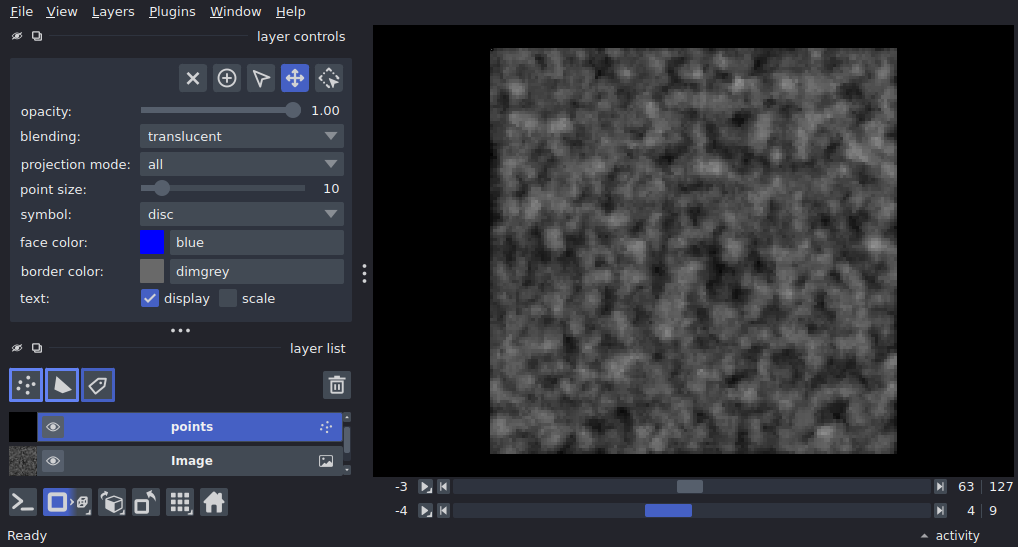 File View Layers Plugins Window Help
layer controls
opacity: 1.00
blending: translucent
projection mode: all
point size: 10
symbol: disc
face color: blue
border color: dimgrey
text: display scale
layer list
points
Image
-3 63 127
-4 4 9
Ready activity